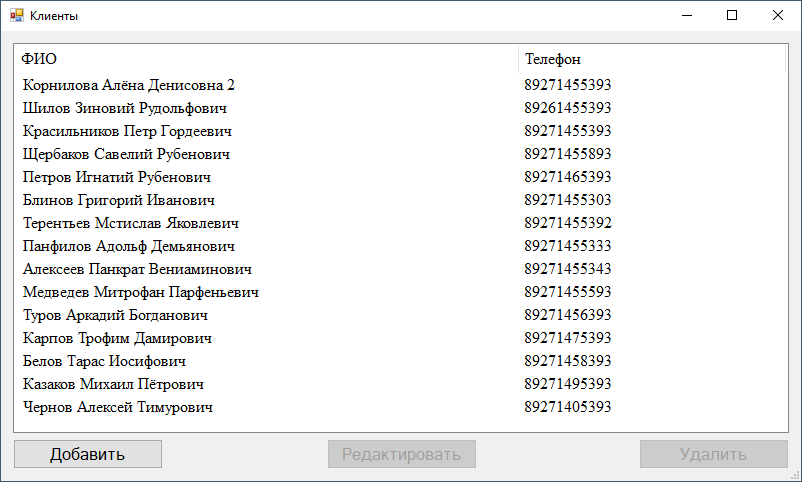 Клиенты
ФИО Телефон
Корнилова Алёна Денисовна 2 89271455393
Шилов Зиновий Рудольфович 89261455393
Красильников Петр Гордеевич 89271455393
Щербаков Савелий Рубенович 89271455893
Петров Игнатий Рубенович 89271465393
Блинов Григорий Иванович 89271455303
Терентьев Мстислав Яковлевич 89271455392
Панфилов Адольф Демьянович 89271455333
Алексеев Панкрат Вениаминович 89271455343
Медведев Митрофан Парфеньевич 89271455593
Туров Аркадий Богданович 89271456393
Карпов Трофим Дамирович 89271475393
Белов Тарас Иосифович 89271458393
Казаков Михаил Пётрович 89271495393
Чернов Алексей Тимурович 89271405393
Добавить Редактировать Удалить